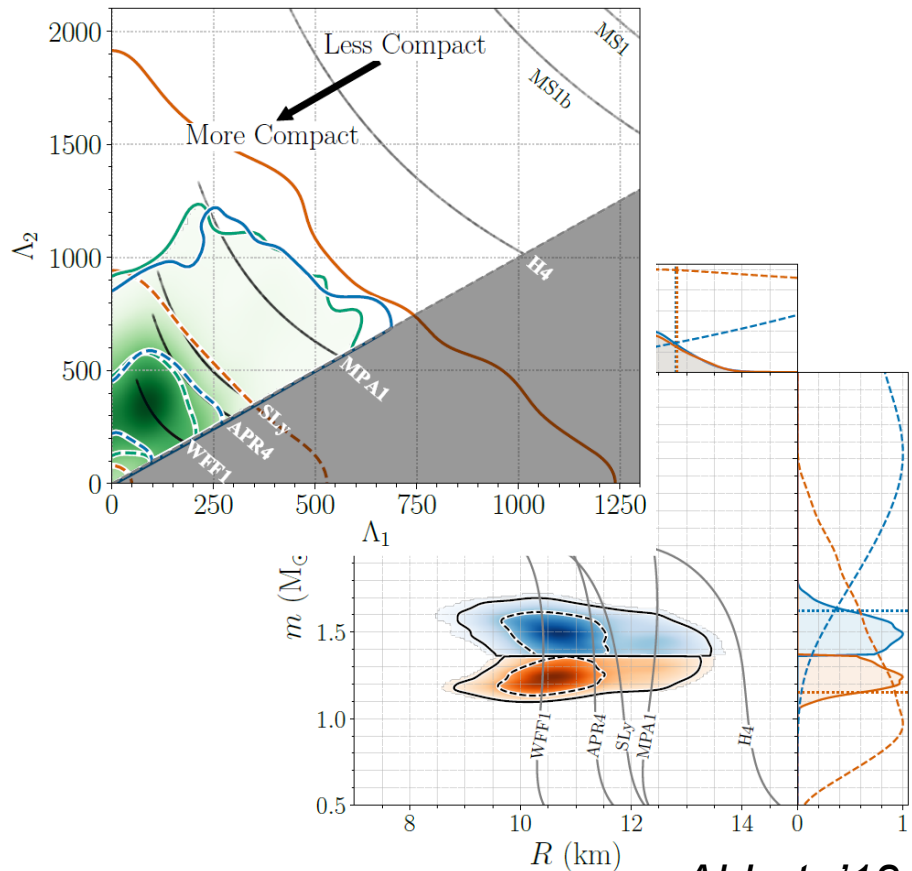 2000
Less Compact
MS1
MS1b
More Compact
1500
Λ₂
1000
H4
500
MPA1
SLy
APR4
WFF1
0
0 250 500 750 1000 1250
Λ₁
m (M⊙
1.5
1.0
0.5
WFF1
APR4
SLy
MPA1
H4
8 10 12 14 0 1
R (km)